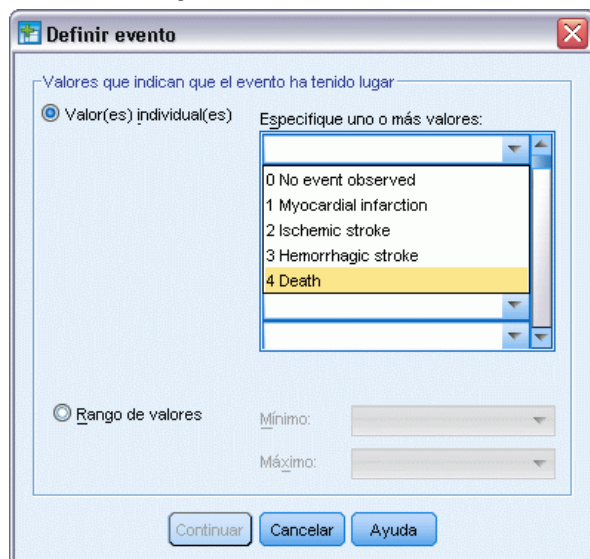 Definir evento
Valores que indican que el evento ha tenido lugar
Valor(es) individual(es)
Especifique uno o más valores:
0 No event observed
1 Myocardial infarction
2 Ischemic stroke
3 Hemorrhagic stroke
4 Death
Rango de valores
Mínimo:
Máximo:
Continuar Cancelar Ayuda